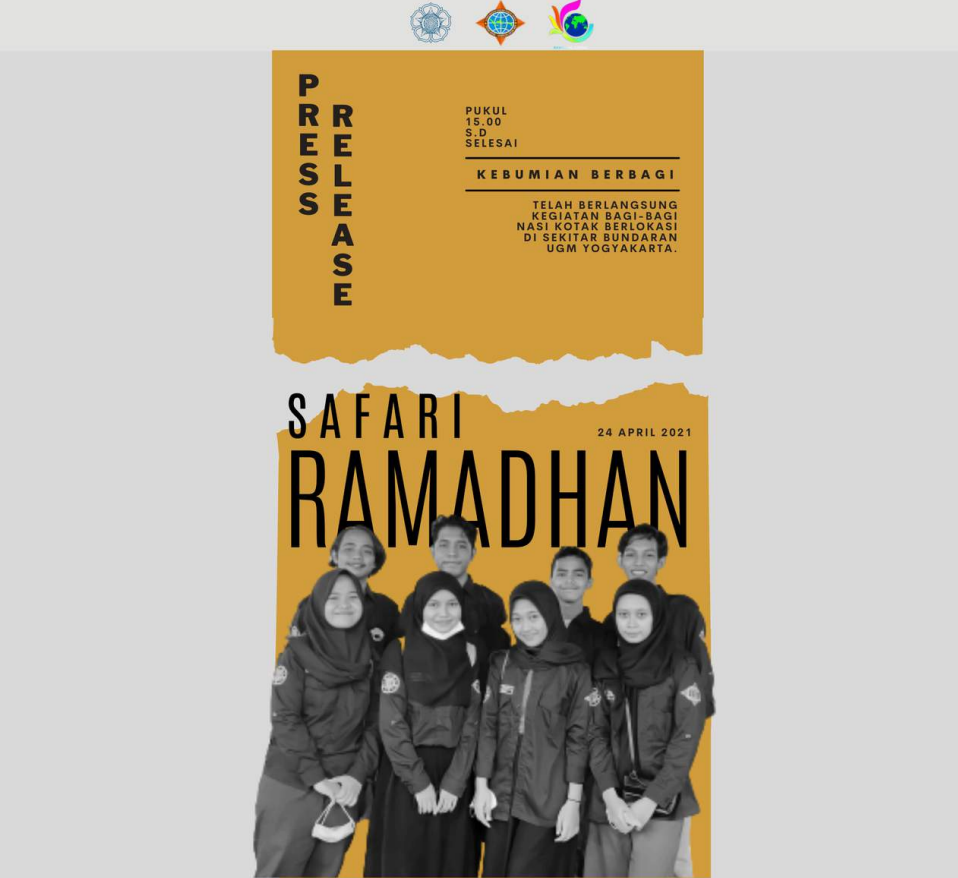 PRESS
RELEASE
PUKUL
15.00
S.D
SELESAI
KEBUMIAN BERBAGI
TELAH BERLANGSUNG
KEGIATAN BAGI-BAGI
NASI KOTAK BERLOKASI
DI SEKITAR BUNDARAN
UGM YOGYAKARTA.
SAFARI
24 APRIL 2021
RAMADHAN